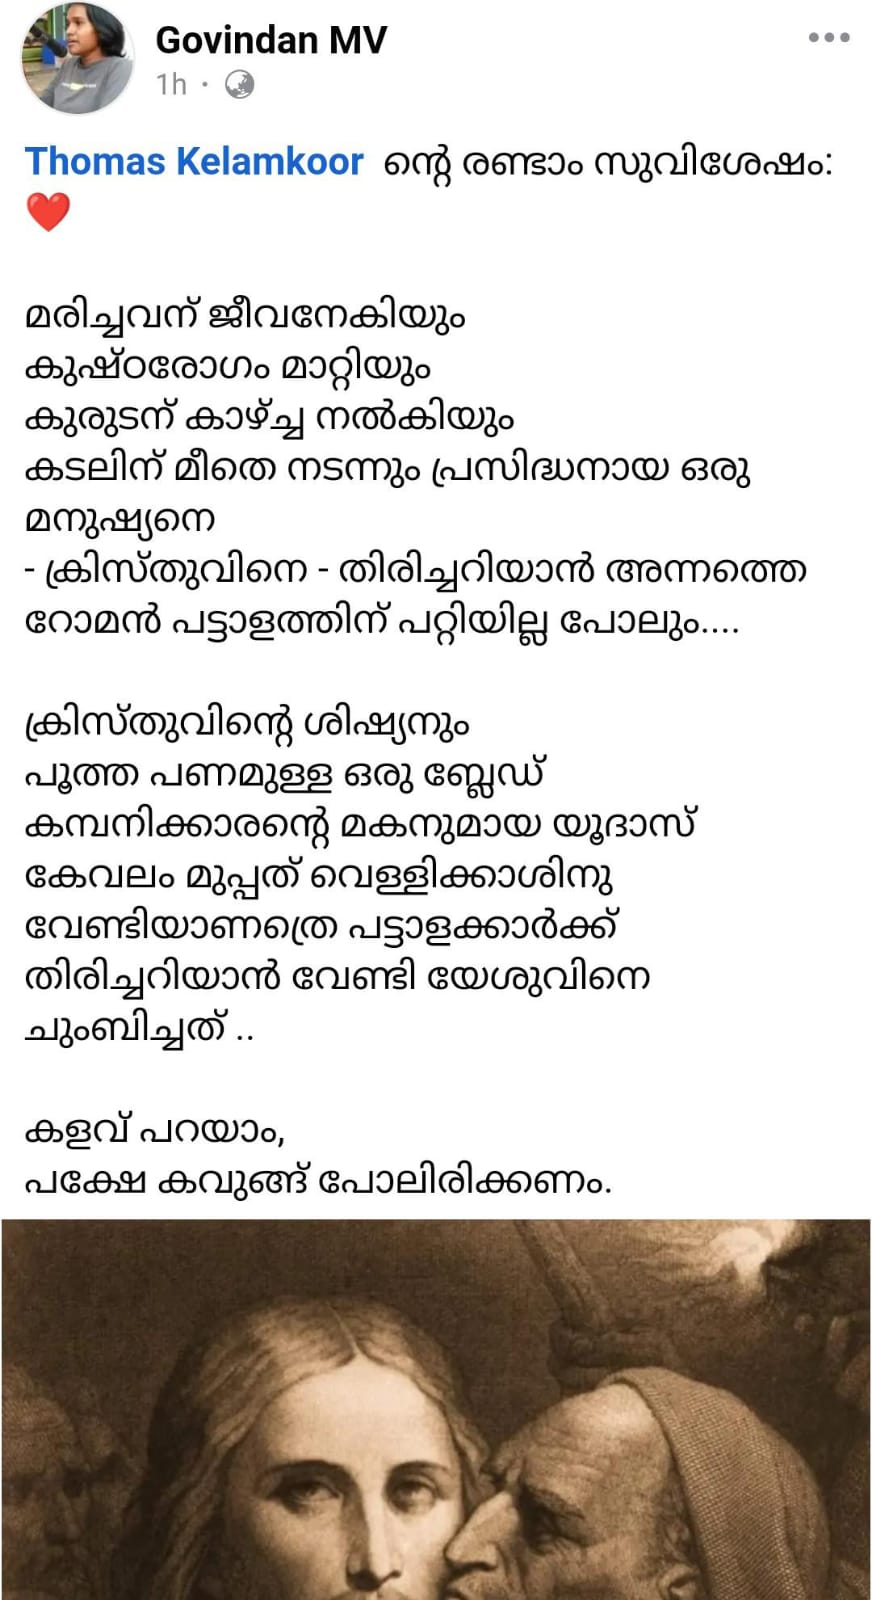 Govindan MV
1h ·
Thomas Kelamkoor ന്റെ രണ്ടാം സുവിശേഷം:
❤️
മരിച്ചവന് ജീവനേകിയും
കുഷ്ഠരോഗം മാറ്റിയും
കുരുടന് കാഴ്ച്ച നൽകിയും
കടലിന് മീതെ നടന്നും പ്രസിദ്ധനായ ഒരു
മനുഷ്യനെ
- ക്രിസ്തുവിനെ - തിരിച്ചറിയാൻ അന്നത്തെ
റോമൻ പട്ടാളത്തിന് പറ്റിയില്ല പോലും....
ക്രിസ്തുവിന്റെ ശിഷ്യനും
പൂത്ത പണമുള്ള ഒരു ബ്ലേഡ്
കമ്പനിക്കാരന്റെ മകനുമായ യൂദാസ്
കേവലം മുപ്പത് വെള്ളിക്കാശിനു
വേണ്ടിയാണത്രെ പട്ടാളക്കാർക്ക്
തിരിച്ചറിയാൻ വേണ്ടി യേശുവിനെ
ചുംബിച്ചത് ..
കളവ് പറയാം,
പക്ഷേ കവുങ്ങ് പോലിരിക്കണം.